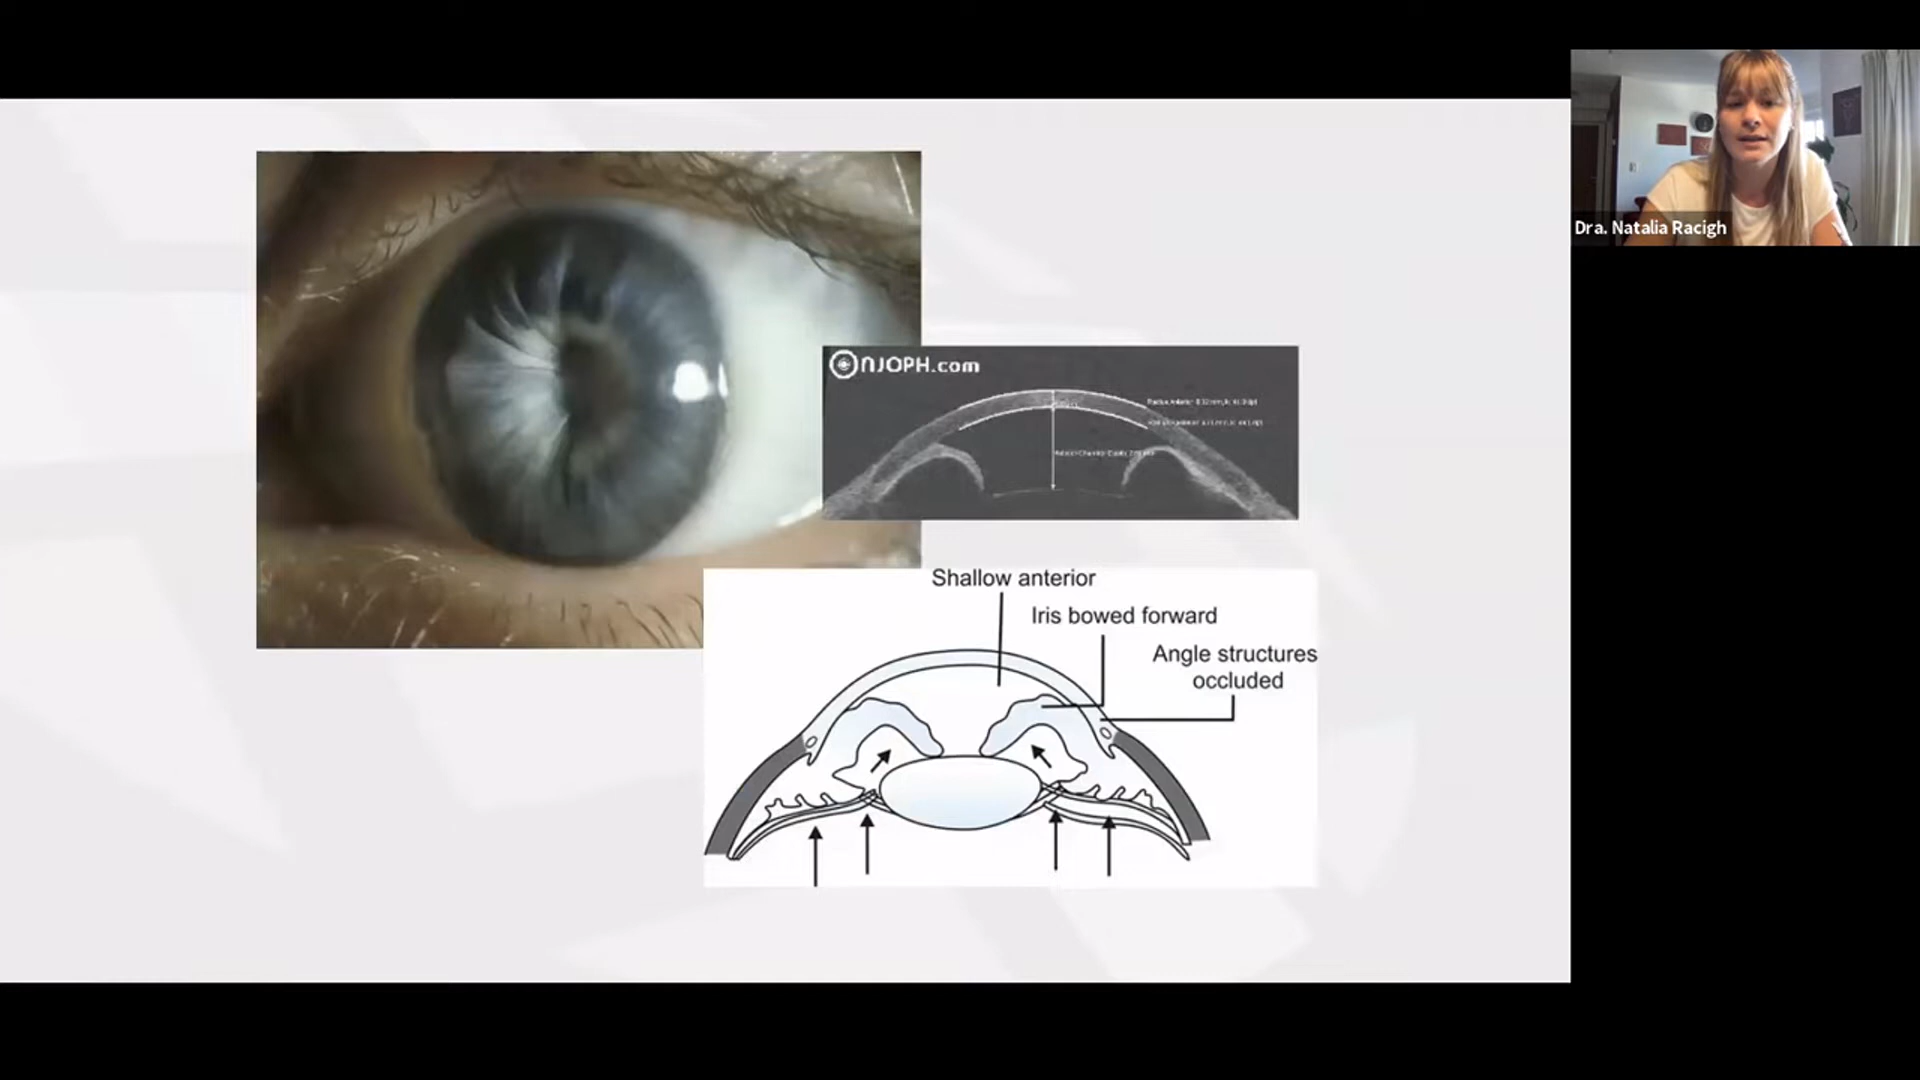 Dra. Natalia Racigh
NJOPH.com
Shallow anterior
Iris bowed forward
Angle structures
occluded